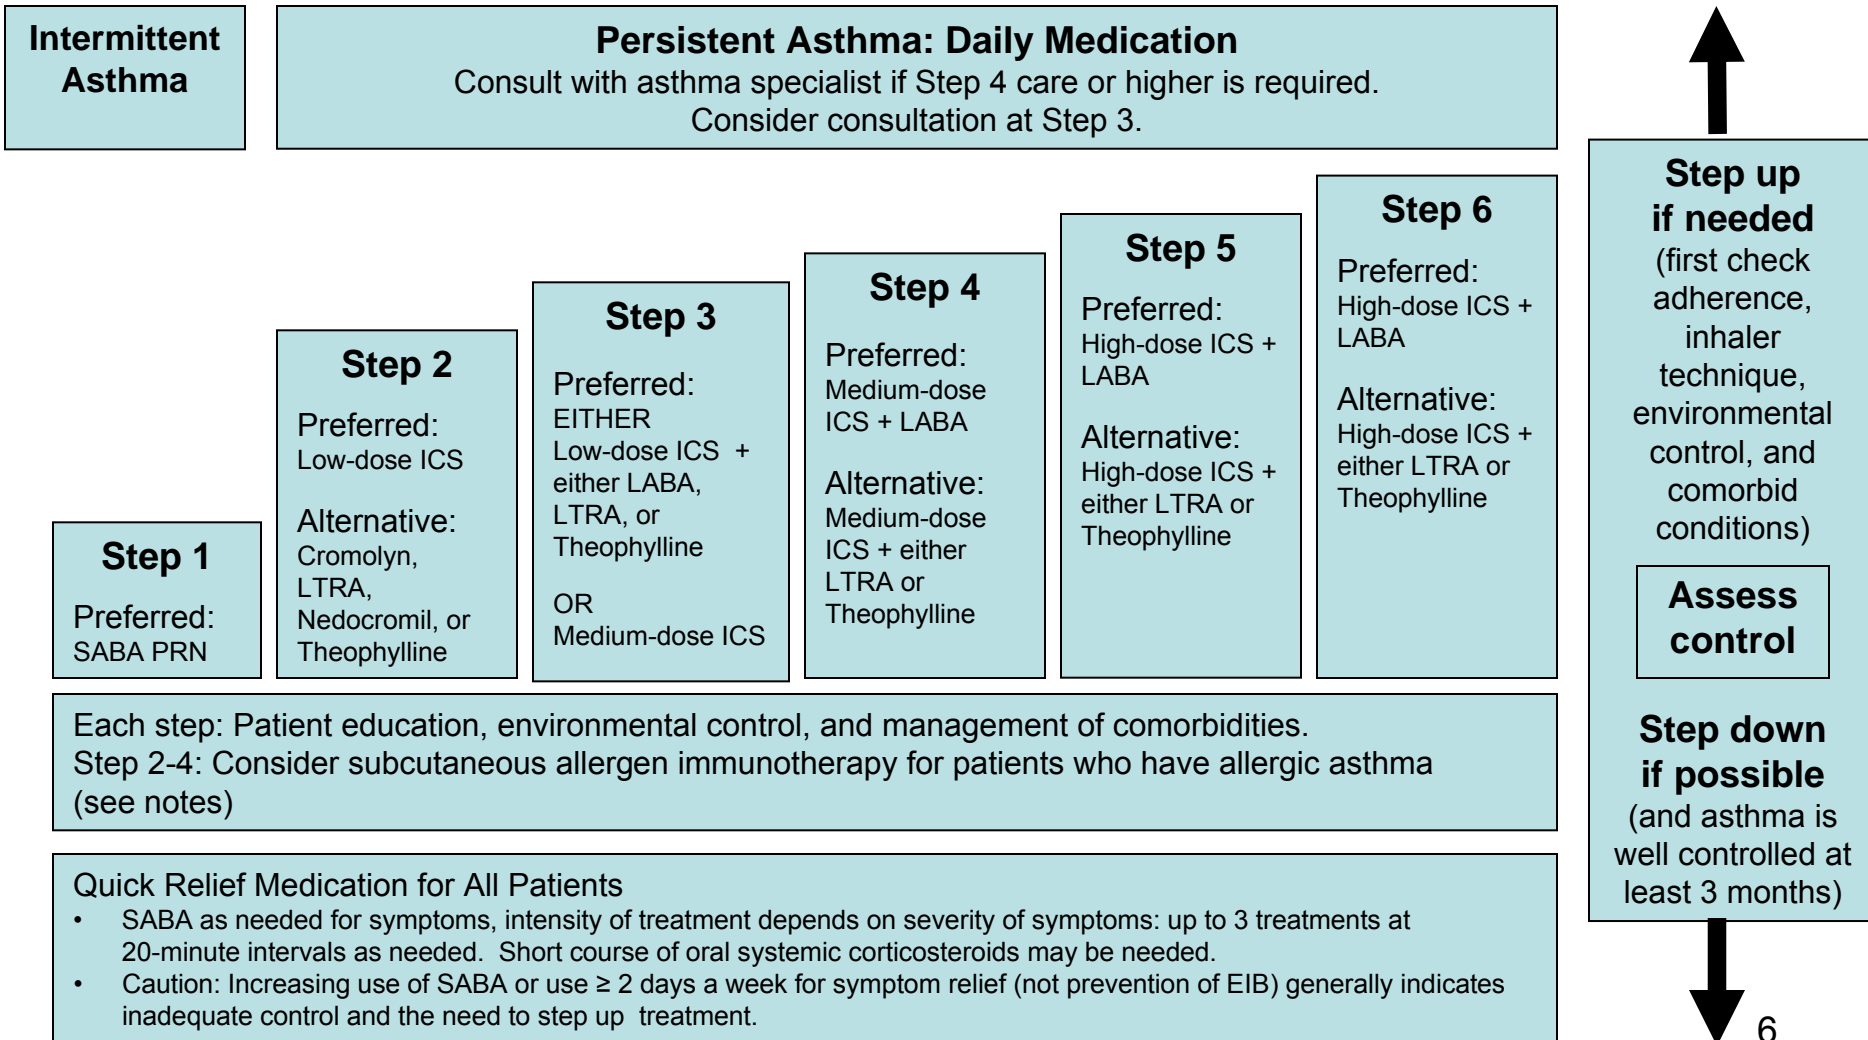 Intermittent
Asthma
Persistent Asthma: Daily Medication
Consult with asthma specialist if Step 4 care or higher is required.
Consider consultation at Step 3.
Step 1
Preferred:
SABA PRN
Step 2
Preferred:
Low-dose ICS
Alternative:
Cromolyn,
LTRA,
Nedocromil, or
Theophylline
Step 3
Preferred:
EITHER
Low-dose ICS +
either LABA,
LTRA, or
Theophylline
OR
Medium-dose ICS
Step 4
Preferred:
Medium-dose
ICS + LABA
Alternative:
Medium-dose
ICS + either
LTRA or
Theophylline
Step 5
Preferred:
High-dose ICS +
LABA
Alternative:
High-dose ICS +
either LTRA or
Theophylline
Step 6
Preferred:
High-dose ICS +
LABA
Alternative:
High-dose ICS +
either LTRA or
Theophylline
Each step: Patient education, environmental control, and management of comorbidities.
Step 2-4: Consider subcutaneous allergen immunotherapy for patients who have allergic asthma
(see notes)
Quick Relief Medication for All Patients
• SABA as needed for symptoms, intensity of treatment depends on severity of symptoms: up to 3 treatments at
20-minute intervals as needed. Short course of oral systemic corticosteroids may be needed.
• Caution: Increasing use of SABA or use ≥ 2 days a week for symptom relief (not prevention of EIB) generally indicates
inadequate control and the need to step up treatment.
Step up
if needed
(first check
adherence,
inhaler
technique,
environmental
control, and
comorbid
conditions)
Assess
control
Step down
if possible
(and asthma is
well controlled at
least 3 months)
6